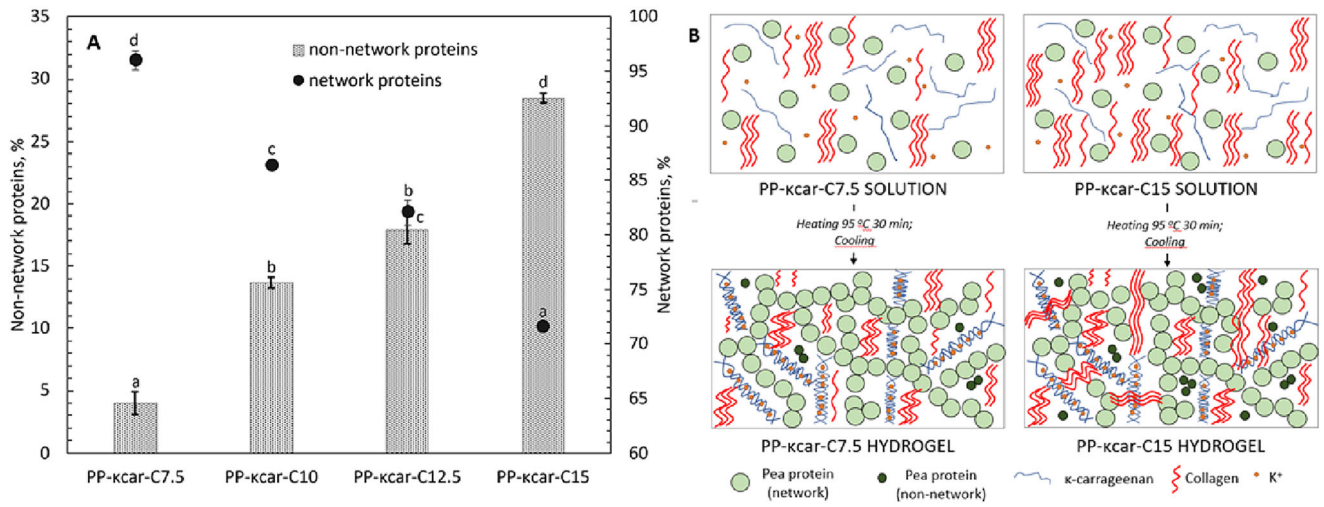 A
35
30
25
20
15
10
5
0
Non-network proteins, %
non-network proteins
network proteins
d
c
b
a
a
b
c
d
100
95
90
85
80
75
70
65
60
Network proteins, %
PP-κcar-C7.5
PP-κcar-C10
PP-κcar-C12.5
PP-κcar-C15
B
PP-κcar-C7.5 SOLUTION
Heating 95 ºC 30 min;
Cooling
PP-κcar-C7.5 HYDROGEL
PP-κcar-C15 SOLUTION
Heating 95 ºC 30 min;
Cooling
PP-κcar-C15 HYDROGEL
Pea protein
(network)
Pea protein
(non-network)
κ-carrageenan
Collagen
K⁺